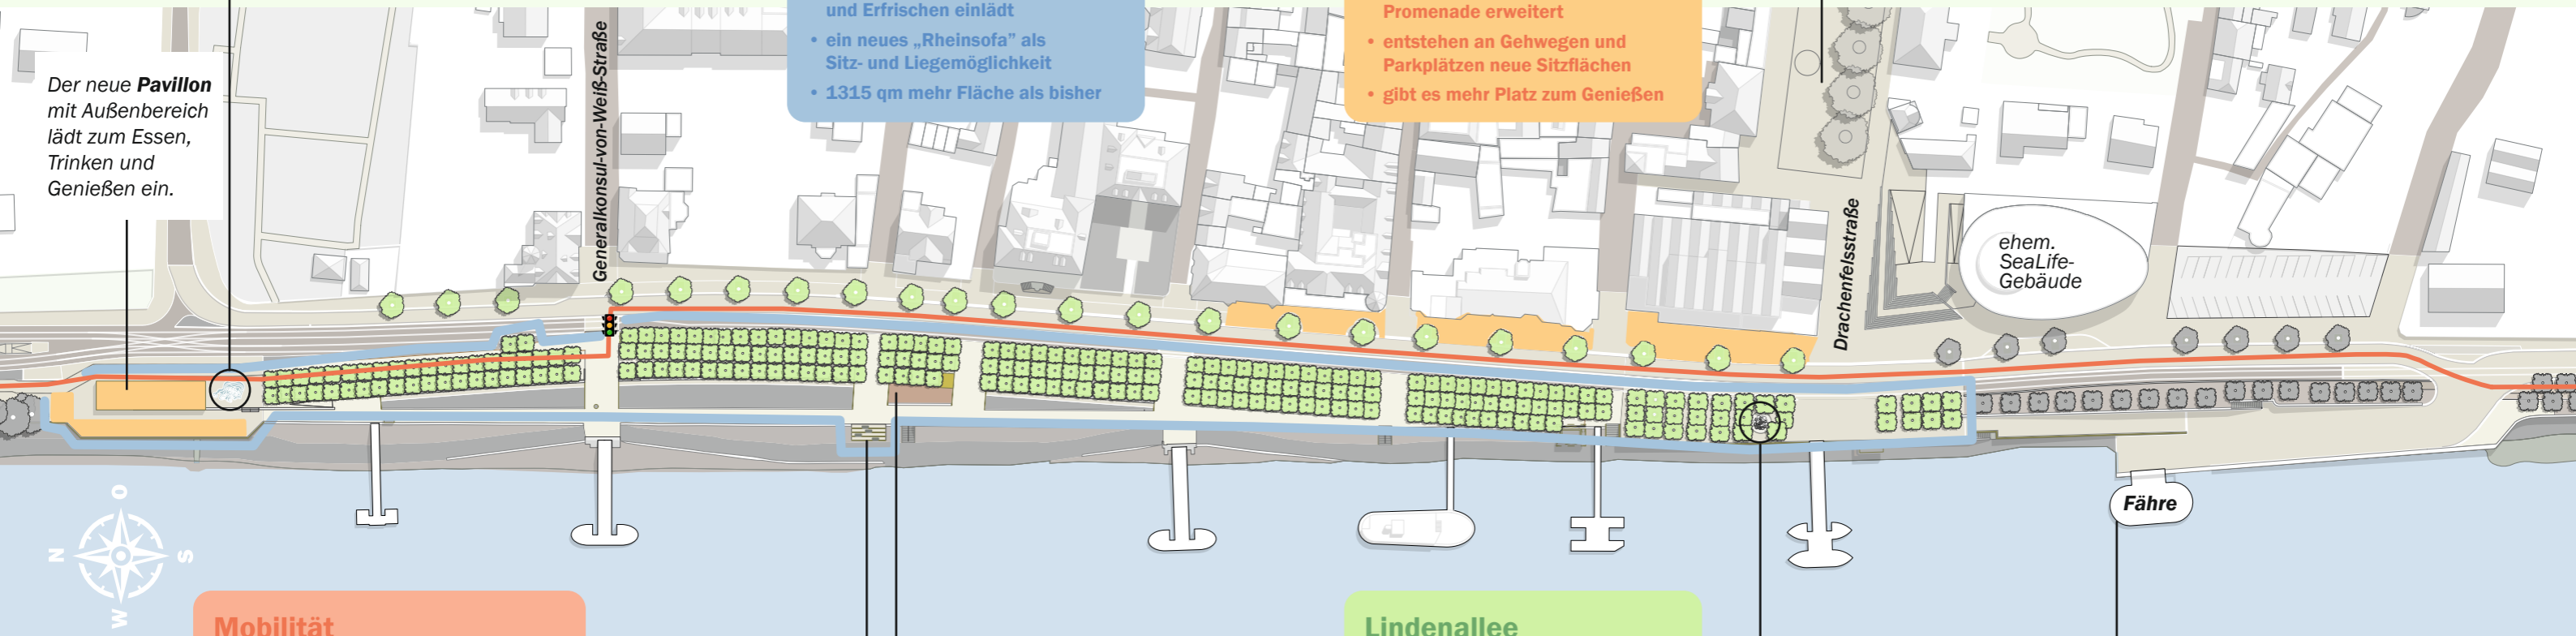 und Erfrischen einlädt
• ein neues „Rheinsofa” als
Sitz- und Liegemöglichkeit
• 1315 qm mehr Fläche als bisher
Promenade erweitert
• entstehen an Gehwegen und
Parkplätzen neue Sitzflächen
• gibt es mehr Platz zum Genießen
Der neue Pavillon
mit Außenbereich
lädt zum Essen,
Trinken und
Genießen ein.
Generalkonsul-von-Weiß-Straße
Drachenfelsstraße
ehem.
SeaLife-
Gebäude
Fähre
O
N
S
W
Mobilität
Lindenallee